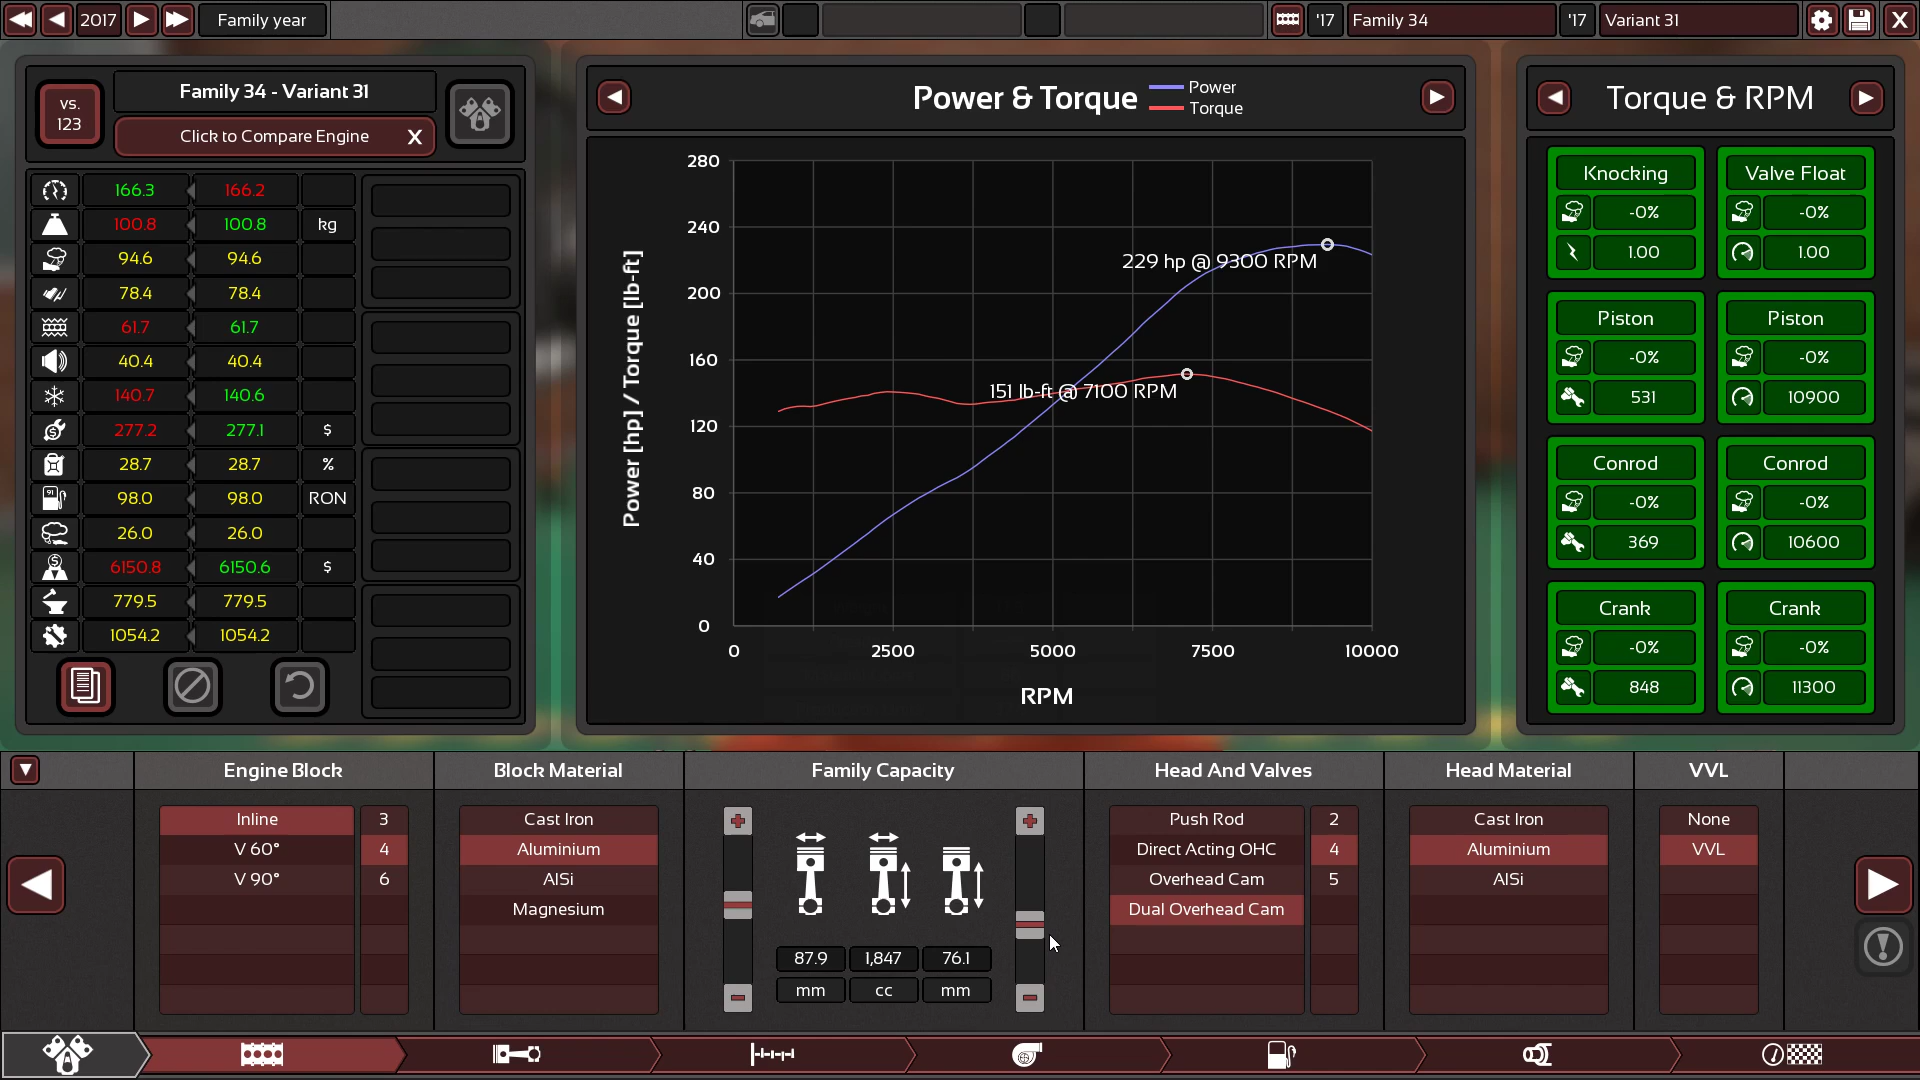 2017
Family year
'17
Family 34
'17
Variant 31
X
vs.
123
Family 34 - Variant 31
Click to Compare Engine
X
166.3 166.2
100.8 100.8 kg
94.6 94.6
78.4 78.4
61.7 61.7
40.4 40.4
140.7 140.6
277.2 277.1 $
28.7 28.7 %
98.0 98.0 RON
26.0 26.0
6150.8 6150.6 $
779.5 779.5
1054.2 1054.2
Power & Torque
Power
Torque
Power [hp] / Torque [lb-ft]
280
240
200
160
120
80
40
0
229 hp @ 9300 RPM
151 lb-ft @ 7100 RPM
0 2500 5000 7500 10000
RPM
Torque & RPM
Knocking
-0%
1.00
Valve Float
-0%
1.00
Piston
-0%
531
Piston
-0%
10900
Conrod
-0%
369
Conrod
-0%
10600
Crank
-0%
848
Crank
-0%
11300
Engine Block
Inline 3
V 60° 4
V 90° 6
Block Material
Cast Iron
Aluminium
AlSi
Magnesium
Family Capacity
87.9 1,847 76.1
mm cc mm
Head And Valves
Push Rod 2
Direct Acting OHC 4
Overhead Cam 5
Dual Overhead Cam
Head Material
Cast Iron
Aluminium
AlSi
VVL
None
VVL